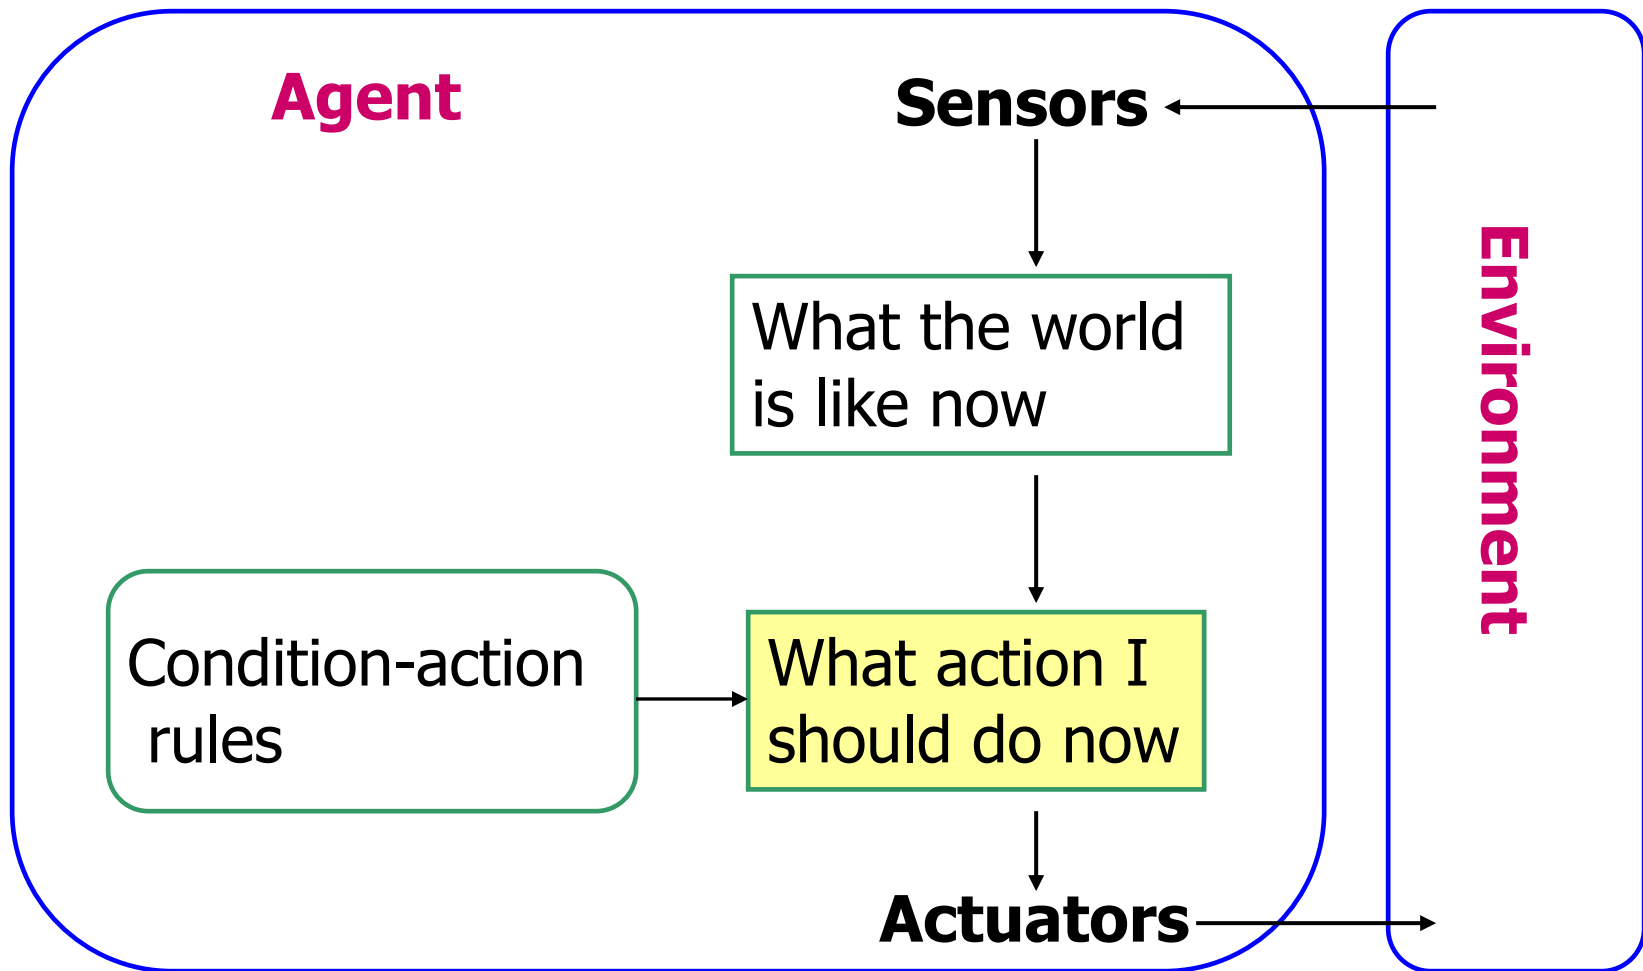 Agent
Sensors
Environment
What the world
is like now
Condition-action
rules
What action I
should do now
Actuators